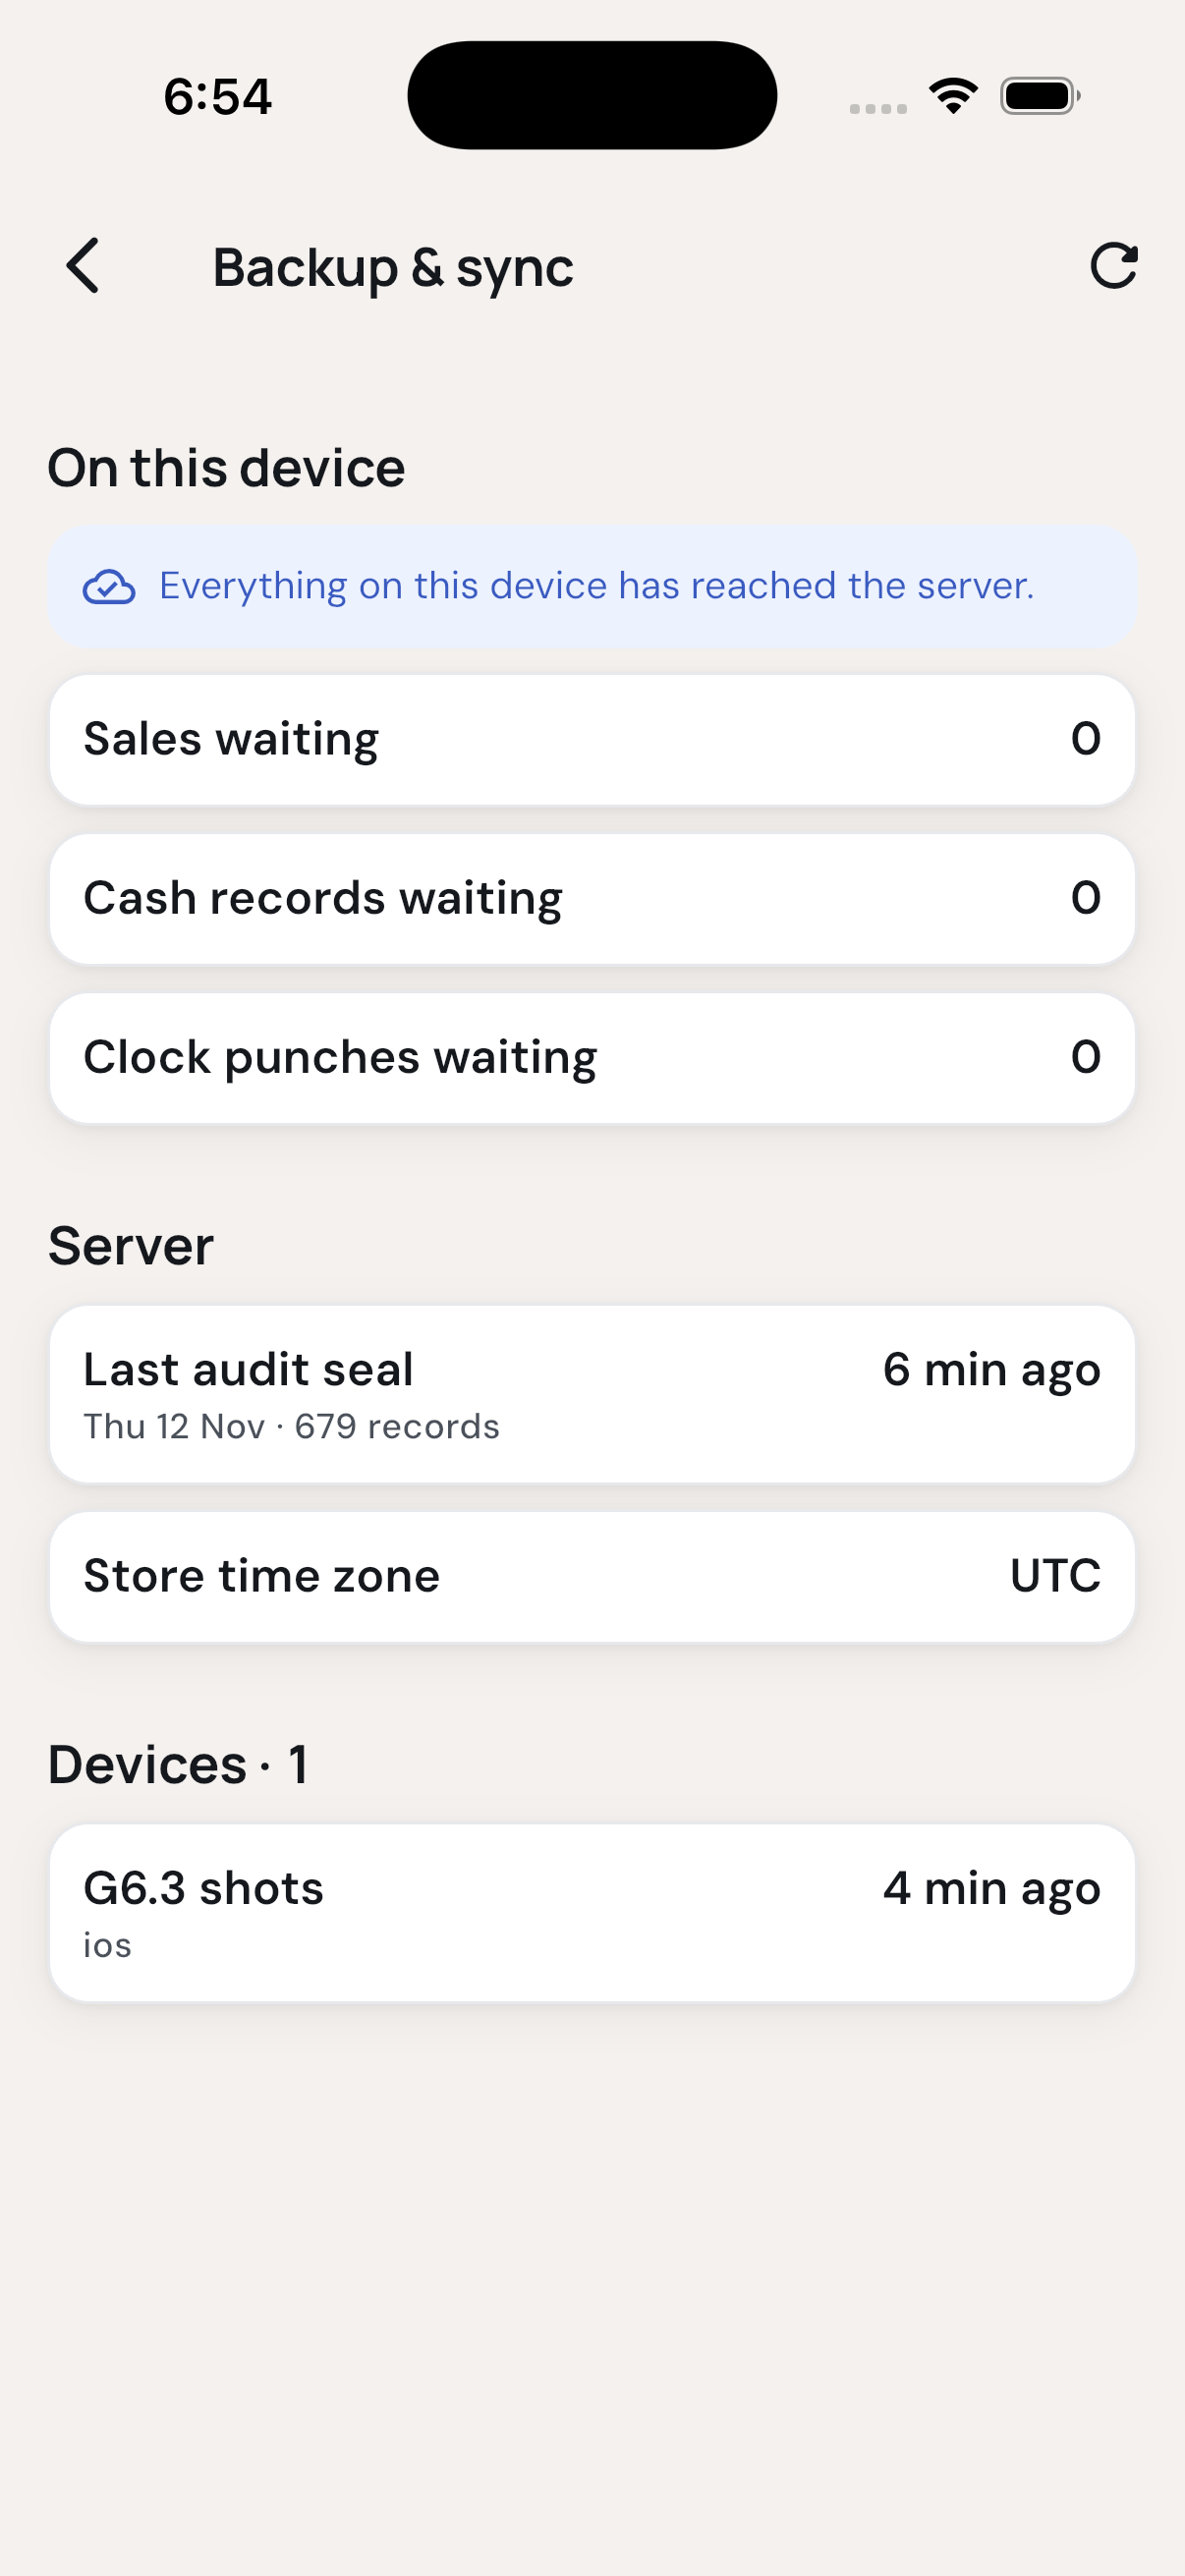 6:54
Backup & sync
On this device
Everything on this device has reached the server.
Sales waiting 0
Cash records waiting 0
Clock punches waiting 0
Server
Last audit seal 6 min ago
Thu 12 Nov · 679 records
Store time zone UTC
Devices · 1
G6.3 shots 4 min ago
ios